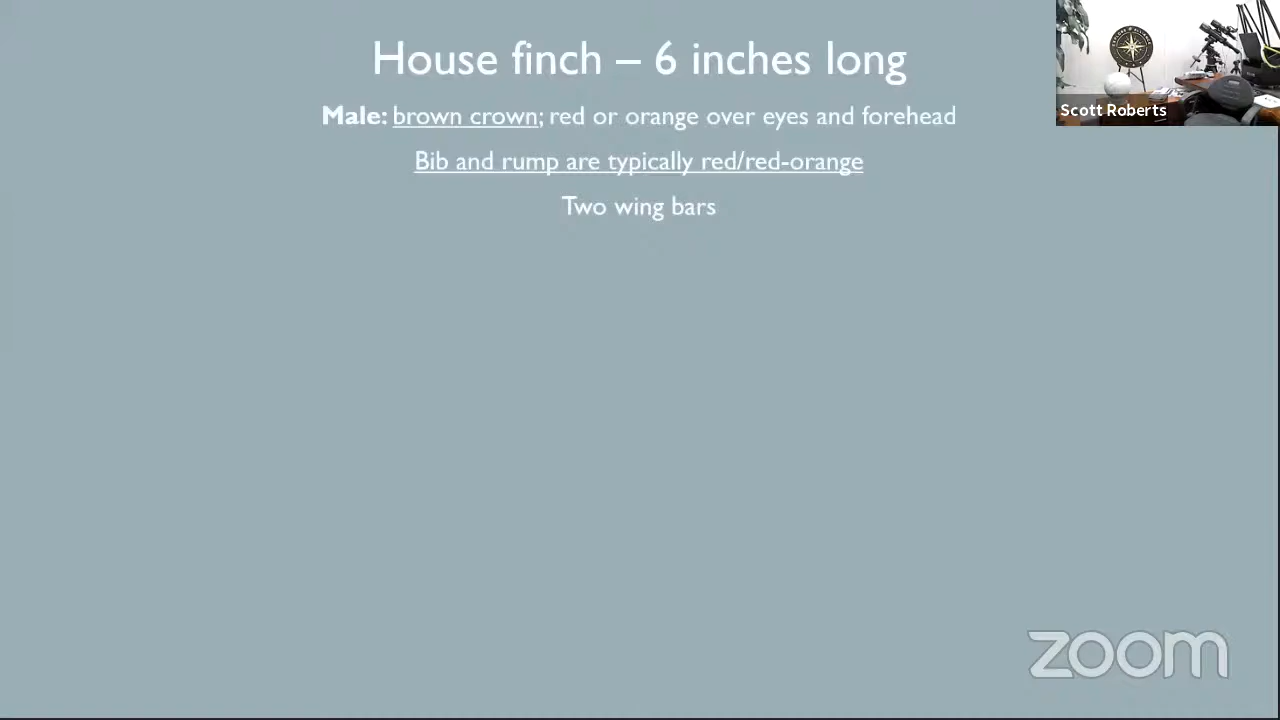 House finch – 6 inches long
Male: brown crown; red or orange over eyes and forehead
Bib and rump are typically red/red-orange
Two wing bars
Scott Roberts
zoom